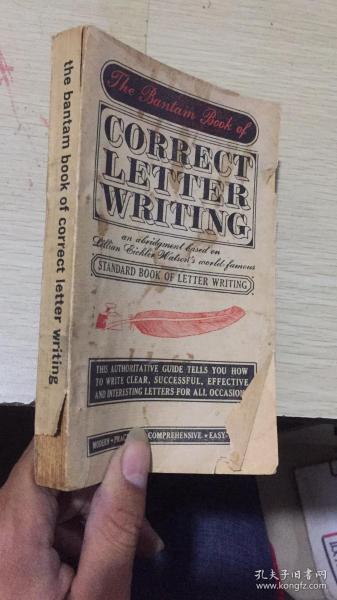 the bantam book of correct letter writing
The Bantam Book of
CORRECT
LETTER
WRITING
an abridgment based on
Lillian Eichler Watson's world famous
STANDARD BOOK OF LETTER WRITING
THIS AUTHORITATIVE GUIDE TELLS YOU HOW
TO WRITE CLEAR, SUCCESSFUL, EFFECTIVE
AND INTERESTING LETTERS FOR ALL
MODERN • COMPREHENSIVE • EASY
孔夫子旧书网
www.kongfz.com